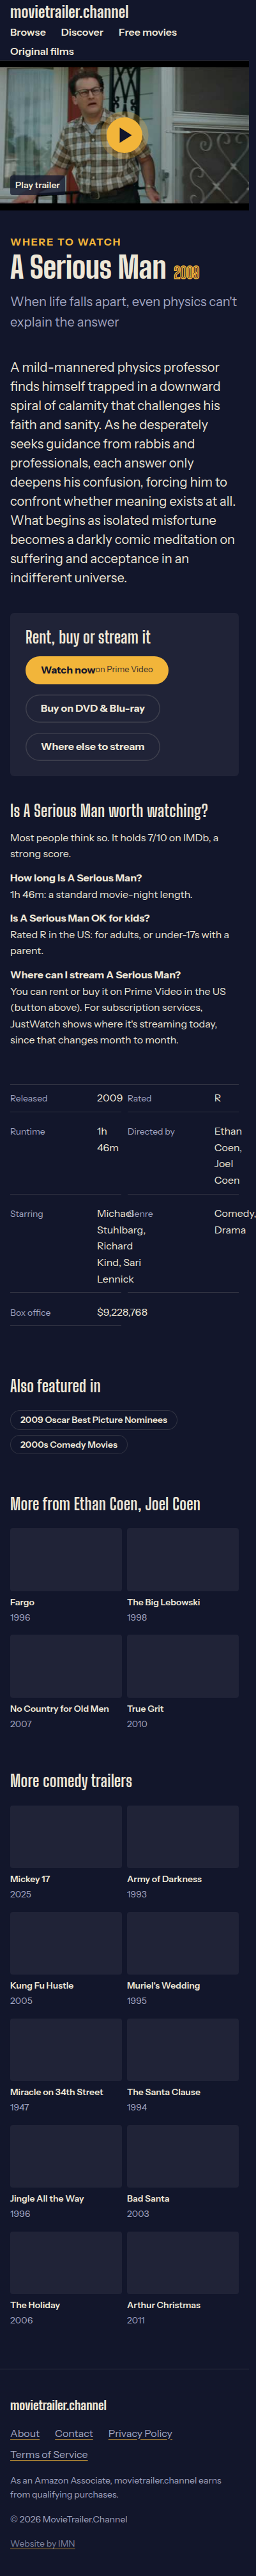 movietrailer.channel
Browse Discover Free movies
Original films
Play trailer
WHERE TO WATCH
A Serious Man 2009
When life falls apart, even physics can't
explain the answer
A mild-mannered physics professor
finds himself trapped in a downward
spiral of calamity that challenges his
faith and sanity. As he desperately
seeks guidance from rabbis and
professionals, each answer only
deepens his confusion, forcing him to
confront whether meaning exists at all.
What begins as isolated misfortune
becomes a darkly comic meditation on
suffering and acceptance in an
indifferent universe.
Rent, buy or stream it
Watch now on Prime Video
Buy on DVD & Blu-ray
Where else to stream
Is A Serious Man worth watching?
Most people think so. It holds 7/10 on IMDb, a
strong score.
How long is A Serious Man?
1h 46m: a standard movie-night length.
Is A Serious Man OK for kids?
Rated R in the US: for adults, or under-17s with a
parent.
Where can I stream A Serious Man?
You can rent or buy it on Prime Video in the US
(button above). For subscription services,
JustWatch shows where it's streaming today,
since that changes month to month.
Released 2009 Rated R
Runtime 1h 46m Directed by Ethan Coen, Joel Coen
Starring Michael Stuhlbarg, Richard Kind, Sari Lennick Genre Comedy, Drama
Box office $9,228,768
Also featured in
2009 Oscar Best Picture Nominees
2000s Comedy Movies
More from Ethan Coen, Joel Coen
Fargo
1996
The Big Lebowski
1998
No Country for Old Men
2007
True Grit
2010
More comedy trailers
Mickey 17
2025
Army of Darkness
1993
Kung Fu Hustle
2005
Muriel's Wedding
1995
Miracle on 34th Street
1947
The Santa Clause
1994
Jingle All the Way
1996
Bad Santa
2003
The Holiday
2006
Arthur Christmas
2011
movietrailer.channel
About Contact Privacy Policy
Terms of Service
As an Amazon Associate, movietrailer.channel earns
from qualifying purchases.
© 2026 MovieTrailer.Channel
Website by IMN